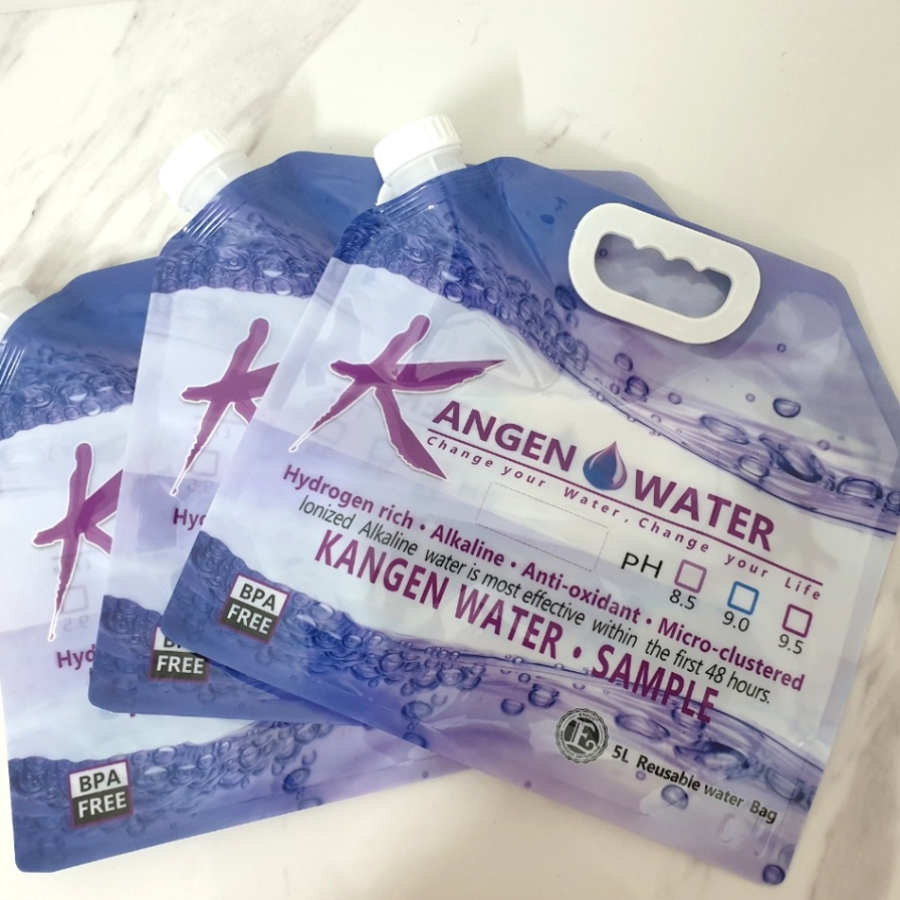 KANGEN WATER
Change your Water, Change your Life
pH 8.5 9.0 9.5
Hydrogen rich • Alkaline • Anti-oxidant • Micro-clustered
Ionized Alkaline water is most effective within the first 48 hours.
KANGEN WATER • SAMPLE
BPA
FREE
E
5L Reusable water Bag
K
Hyd
BPA
FREE
K
Hyd
BPA
FREE